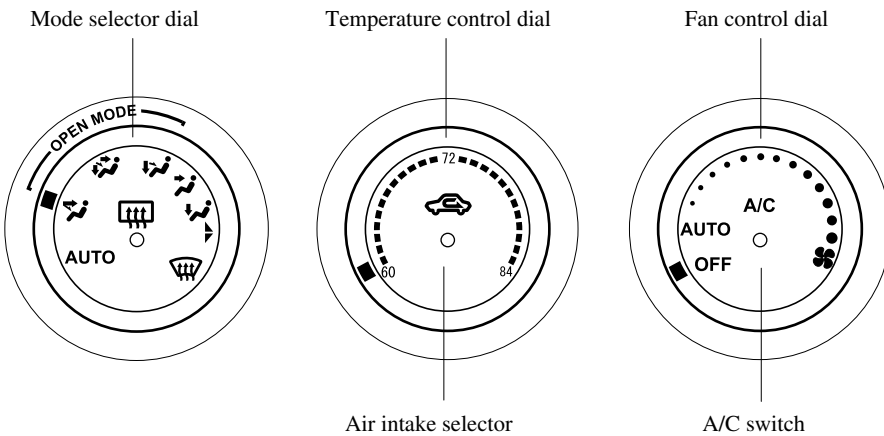 Mode selector dial
Temperature control dial
Fan control dial
OPEN MODE
AUTO
72
60
84
A/C
AUTO
OFF
Air intake selector
A/C switch